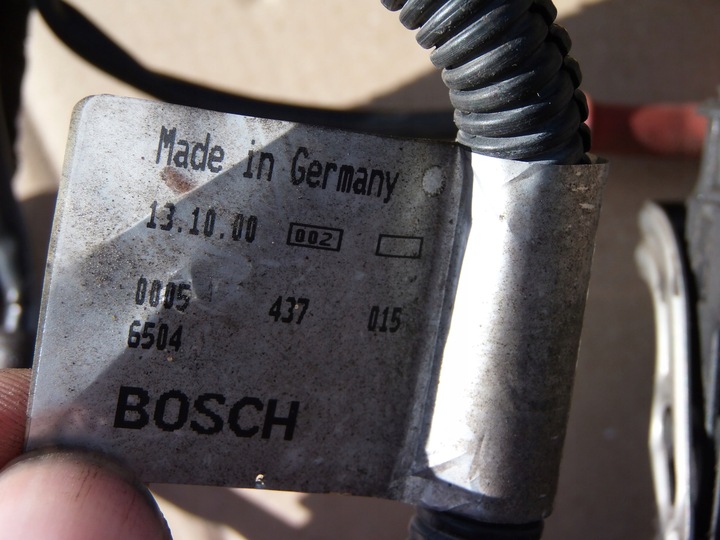 Made in Germany
13.10.00 002
0005 437 015
6504
BOSCH